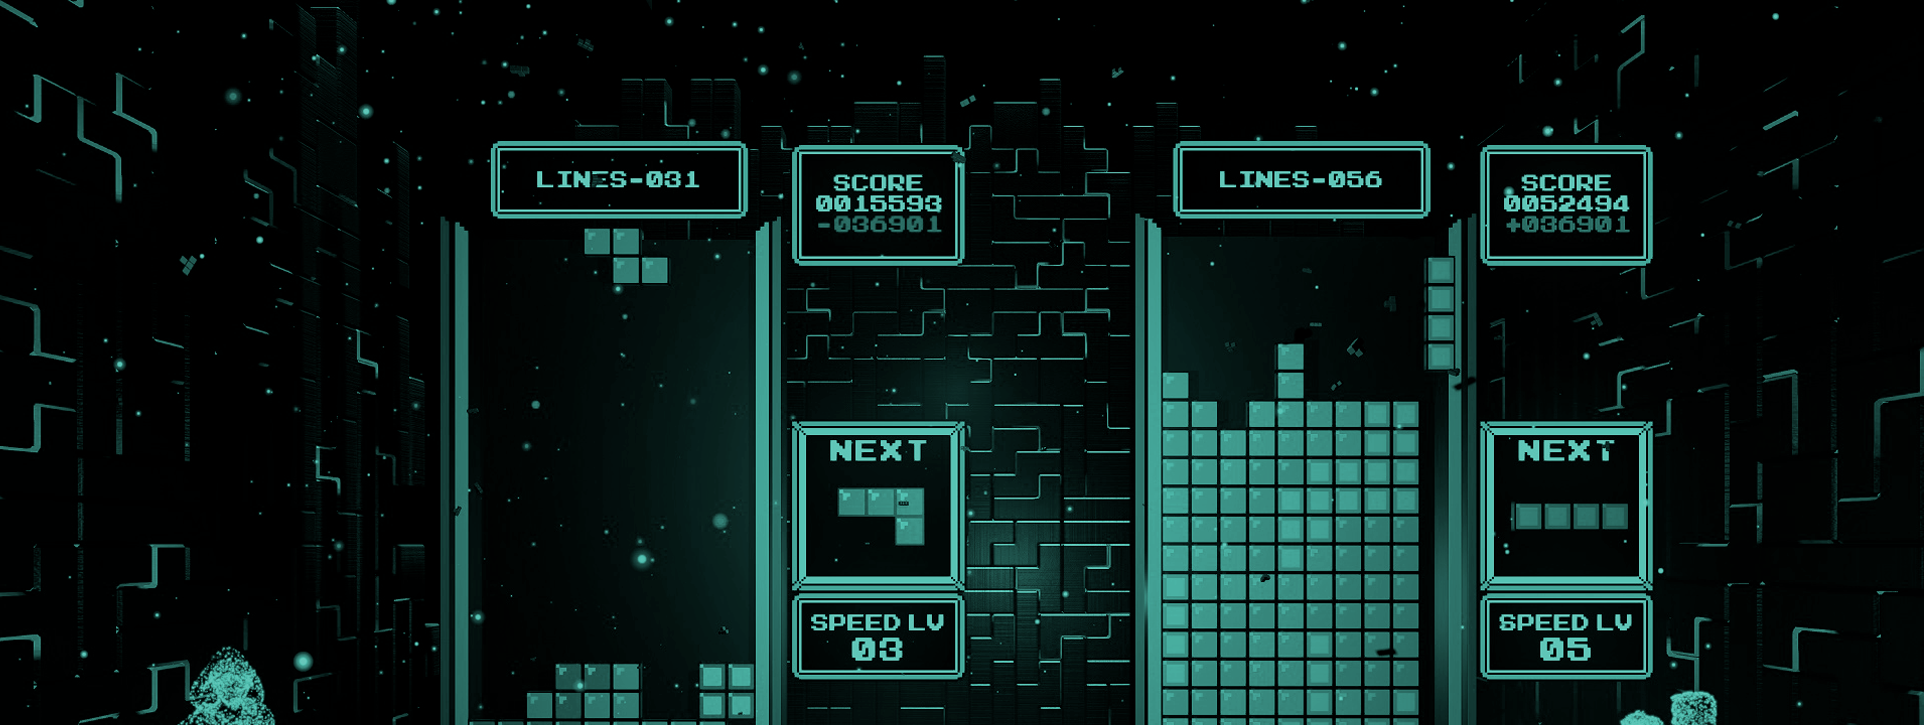 LINES-031
SCORE
0015593
-036901
NEXT
SPEED LV
03
LINES-056
SCORE
0052494
+036901
NEXT
SPEED LV
05